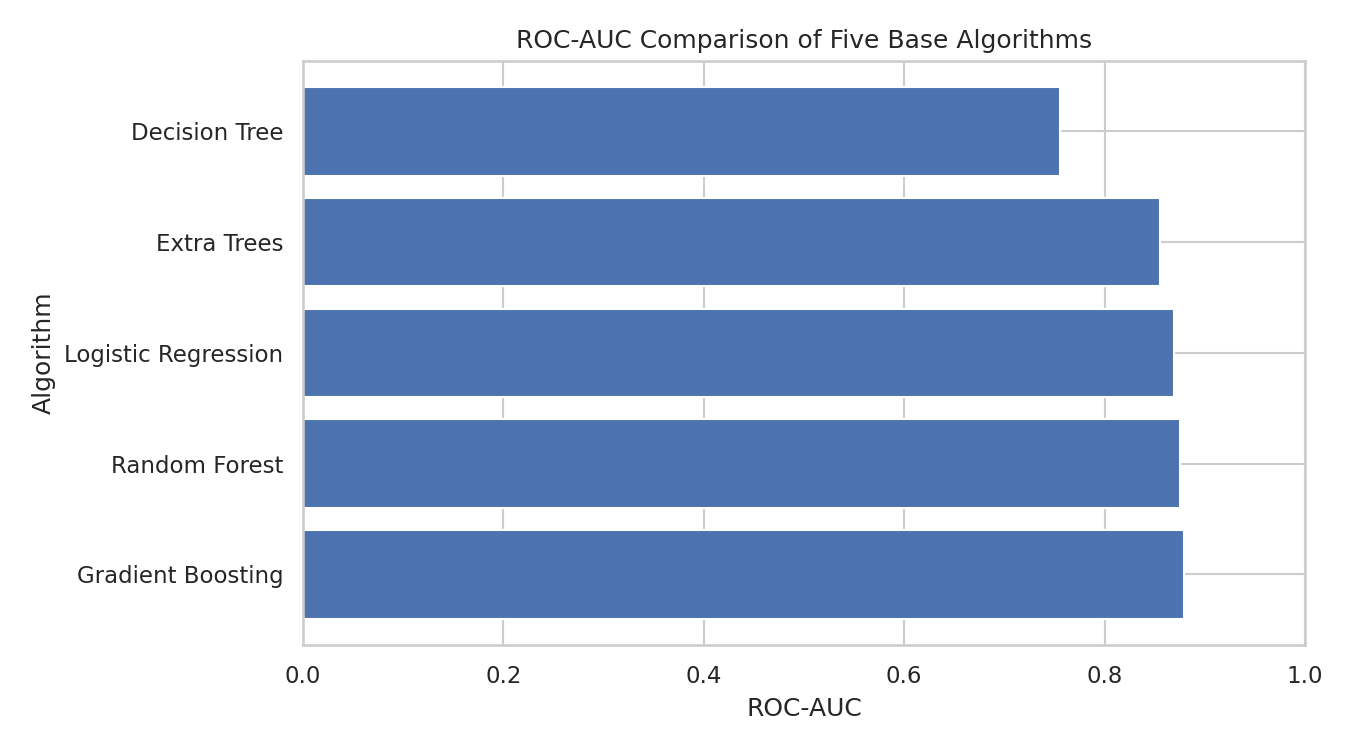 ROC-AUC Comparison of Five Base Algorithms
Algorithm
Decision Tree
Extra Trees
Logistic Regression
Random Forest
Gradient Boosting
0.0 0.2 0.4 0.6 0.8 1.0
ROC-AUC